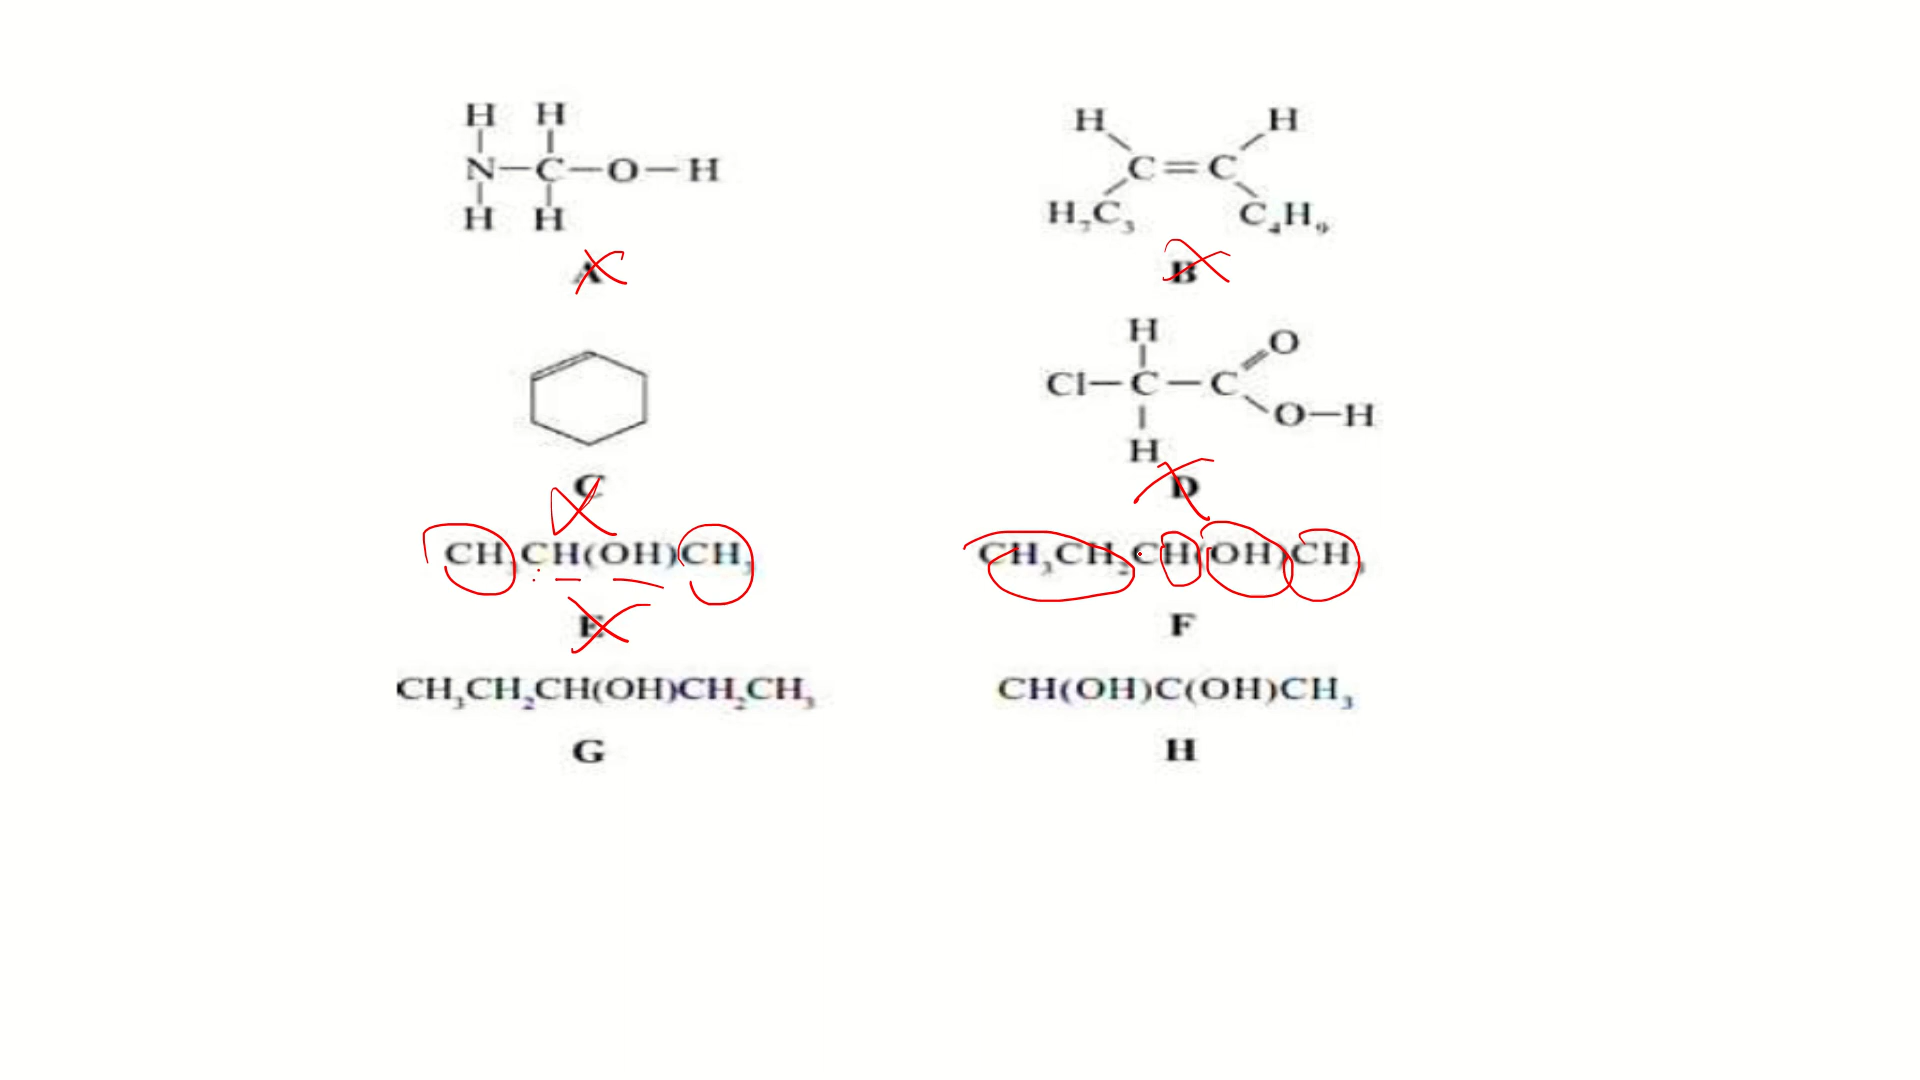 H H
N—C—O—H
H H
A
H H
C=C
H₇C₃ C₄H₉
B
C
H
O
Cl—C—C
O—H
H
D
CH₃CH(OH)CH₃
E
CH₃CH₂CH(OH)CH₃
F
CH₃CH₂CH(OH)CH₂CH₃
G
CH(OH)C(OH)CH₃
H